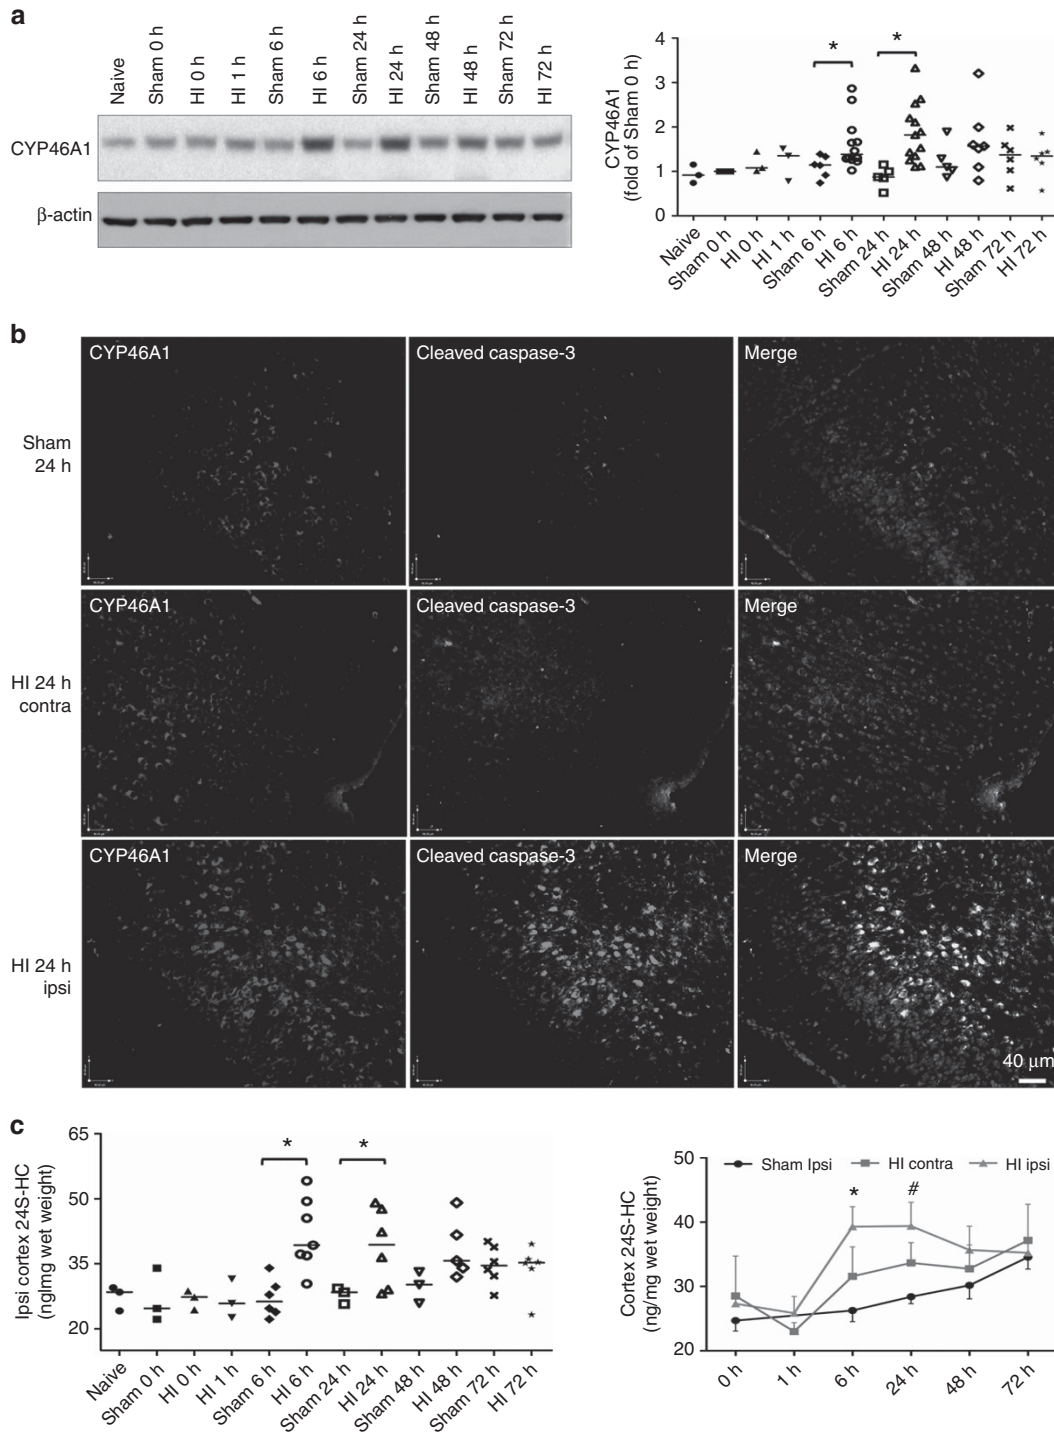 a
Naive
Sham 0 h
HI 0 h
HI 1 h
Sham 6 h
HI 6 h
Sham 24 h
HI 24 h
Sham 48 h
HI 48 h
Sham 72 h
HI 72 h
CYP46A1
β-actin
CYP46A1
(fold of Sham 0 h)
4
3
2
1
0
*
*
Naive
Sham 0 h
HI 0 h
HI 1 h
Sham 6 h
HI 6 h
Sham 24 h
HI 24 h
Sham 48 h
HI 48 h
Sham 72 h
HI 72 h
b
CYP46A1
Cleaved caspase-3
Merge
Sham
24 h
CYP46A1
Cleaved caspase-3
Merge
HI 24 h
contra
CYP46A1
Cleaved caspase-3
Merge
HI 24 h
ipsi
40 µm
c
Ipsi cortex 24S-HC
(nglmg wet weight)
65
50
35
20
*
*
Naive
Sham 0 h
HI 0 h
HI 1 h
Sham 6 h
HI 6 h
Sham 24 h
HI 24 h
Sham 48 h
HI 48 h
Sham 72 h
HI 72 h
Cortex 24S-HC
(ng/mg wet weight)
50
40
30
20
Sham Ipsi
HI contra
HI ipsi
*
#
0 h
1 h
6 h
24 h
48 h
72 h